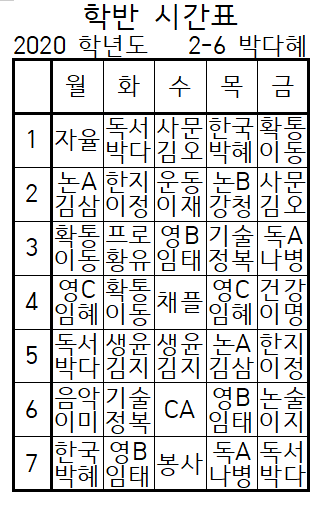 학반 시간표
2020 학년도 2-6 박다혜
월 화 수 목 금
1 자율 독서 사문 한국 확통
박다 김오 박혜 이동
2 논A 한지 운동 논B 사문
김삼 이정 이재 강청 김오
3 확통 프로 영B 기술 독A
이동 황유 임태 정복 나병
4 영C 확통 채플 영C 건강
임혜 이동 임혜 이명
5 독서 생윤 생윤 논A 한지
박다 김지 김지 김삼 이정
6 음악 기술 CA 영B 논술
이미 정복 임태 이지
7 한국 영B 봉사 독A 독서
박혜 임태 나병 박다